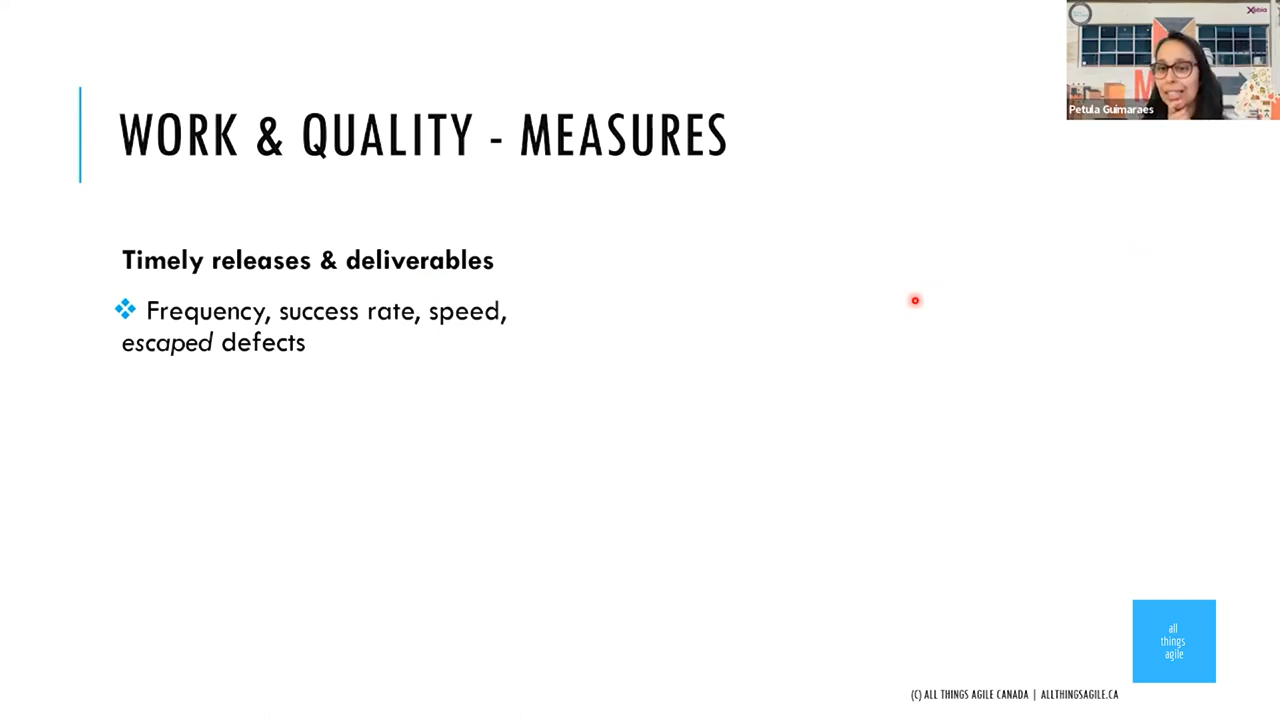 Xebia
Petula Guimaraes
WORK & QUALITY - MEASURES
Timely releases & deliverables
Frequency, success rate, speed,
escaped defects
all
things
agile
(C) ALL THINGS AGILE CANADA | ALLTHINGSAGILE.CA